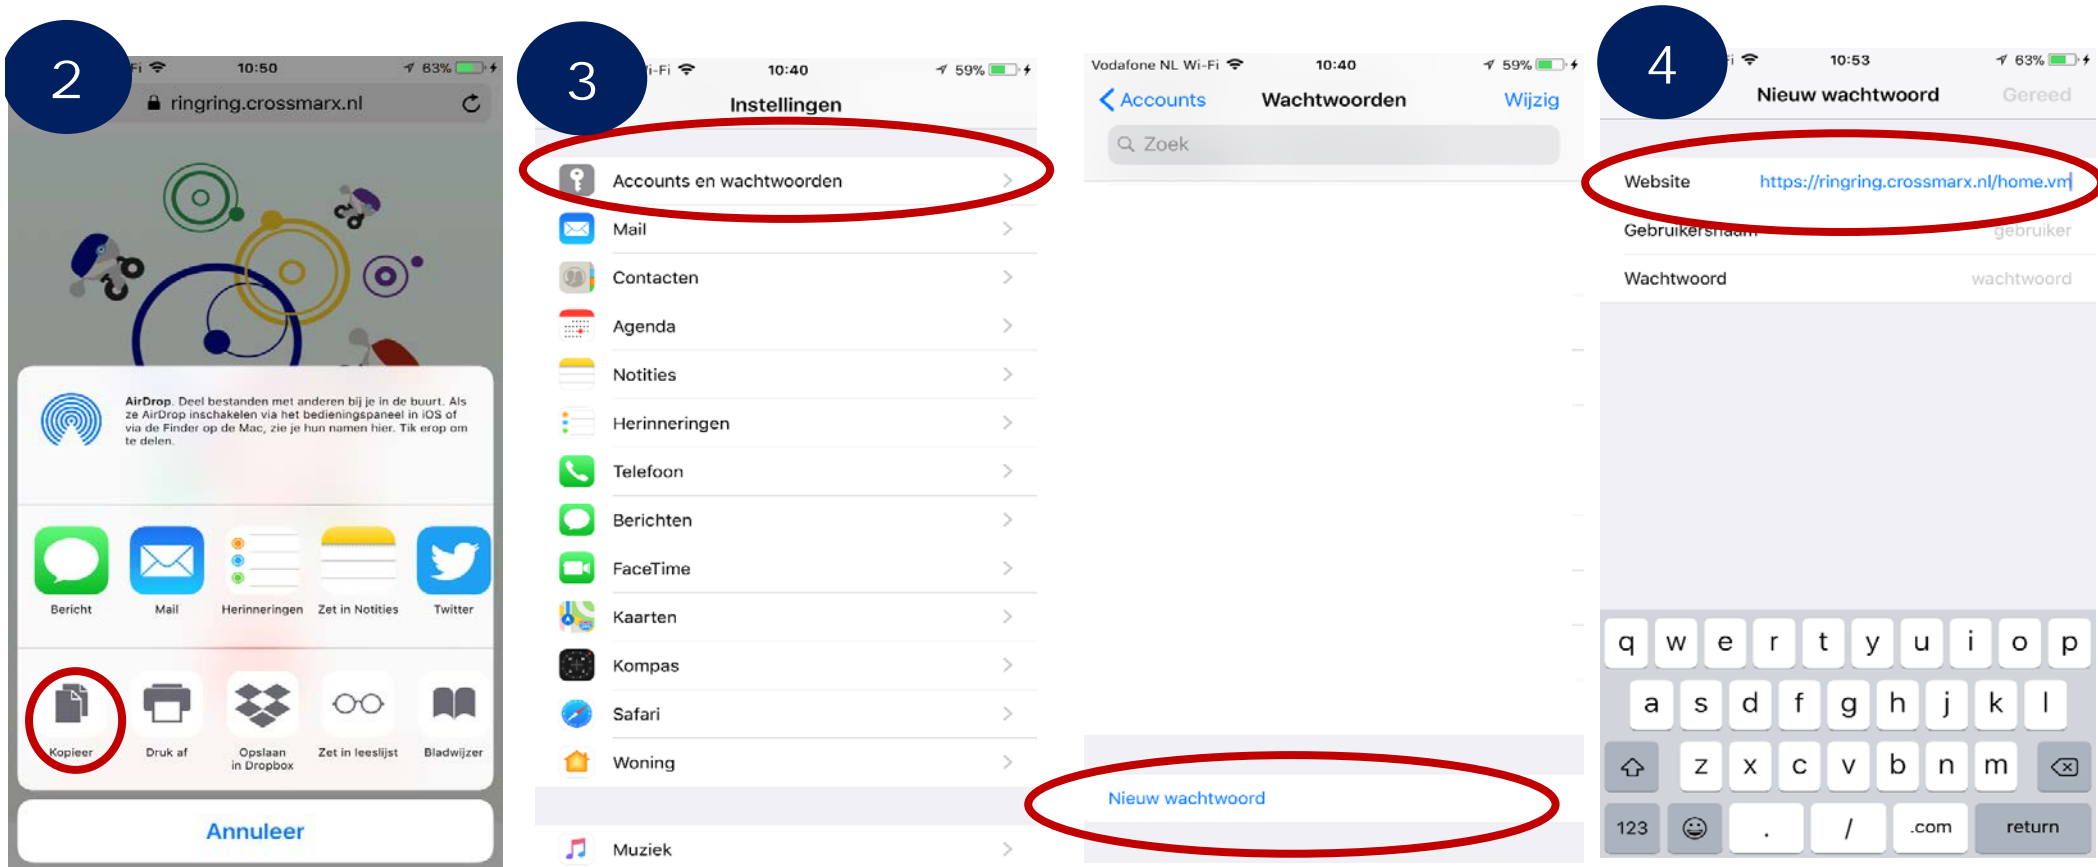 2
Fi
10:50
63%
ringring.crossmarx.nl
AirDrop. Deel bestanden met anderen bij je in de buurt. Als
ze AirDrop inschakelen via het bedieningspaneel in iOS of
via de Finder op de Mac, zie je hun namen hier. Tik erop om
te delen.
Bericht
Mail
Herinneringen
Zet in Notities
Twitter
Kopieer
Druk af
Opslaan
in Dropbox
Zet in leeslijst
Bladwijzer
Annuleer
3
i-Fi
10:40
59%
Instellingen
Accounts en wachtwoorden
Mail
Contacten
Agenda
Notities
Herinneringen
Telefoon
Berichten
FaceTime
Kaarten
Kompas
Safari
Woning
Muziek
Vodafone NL Wi-Fi
10:40
59%
Accounts
Wachtwoorden
Wijzig
Zoek
Nieuw wachtwoord
4
10:53
63%
Nieuw wachtwoord
Gereed
Website https://ringring.crossmarx.nl/home.vm
Gebruikersnaam gebruiker
Wachtwoord wachtwoord
q w e r t y u i o p
a s d f g h j k l
z x c v b n m
123 . / .com return